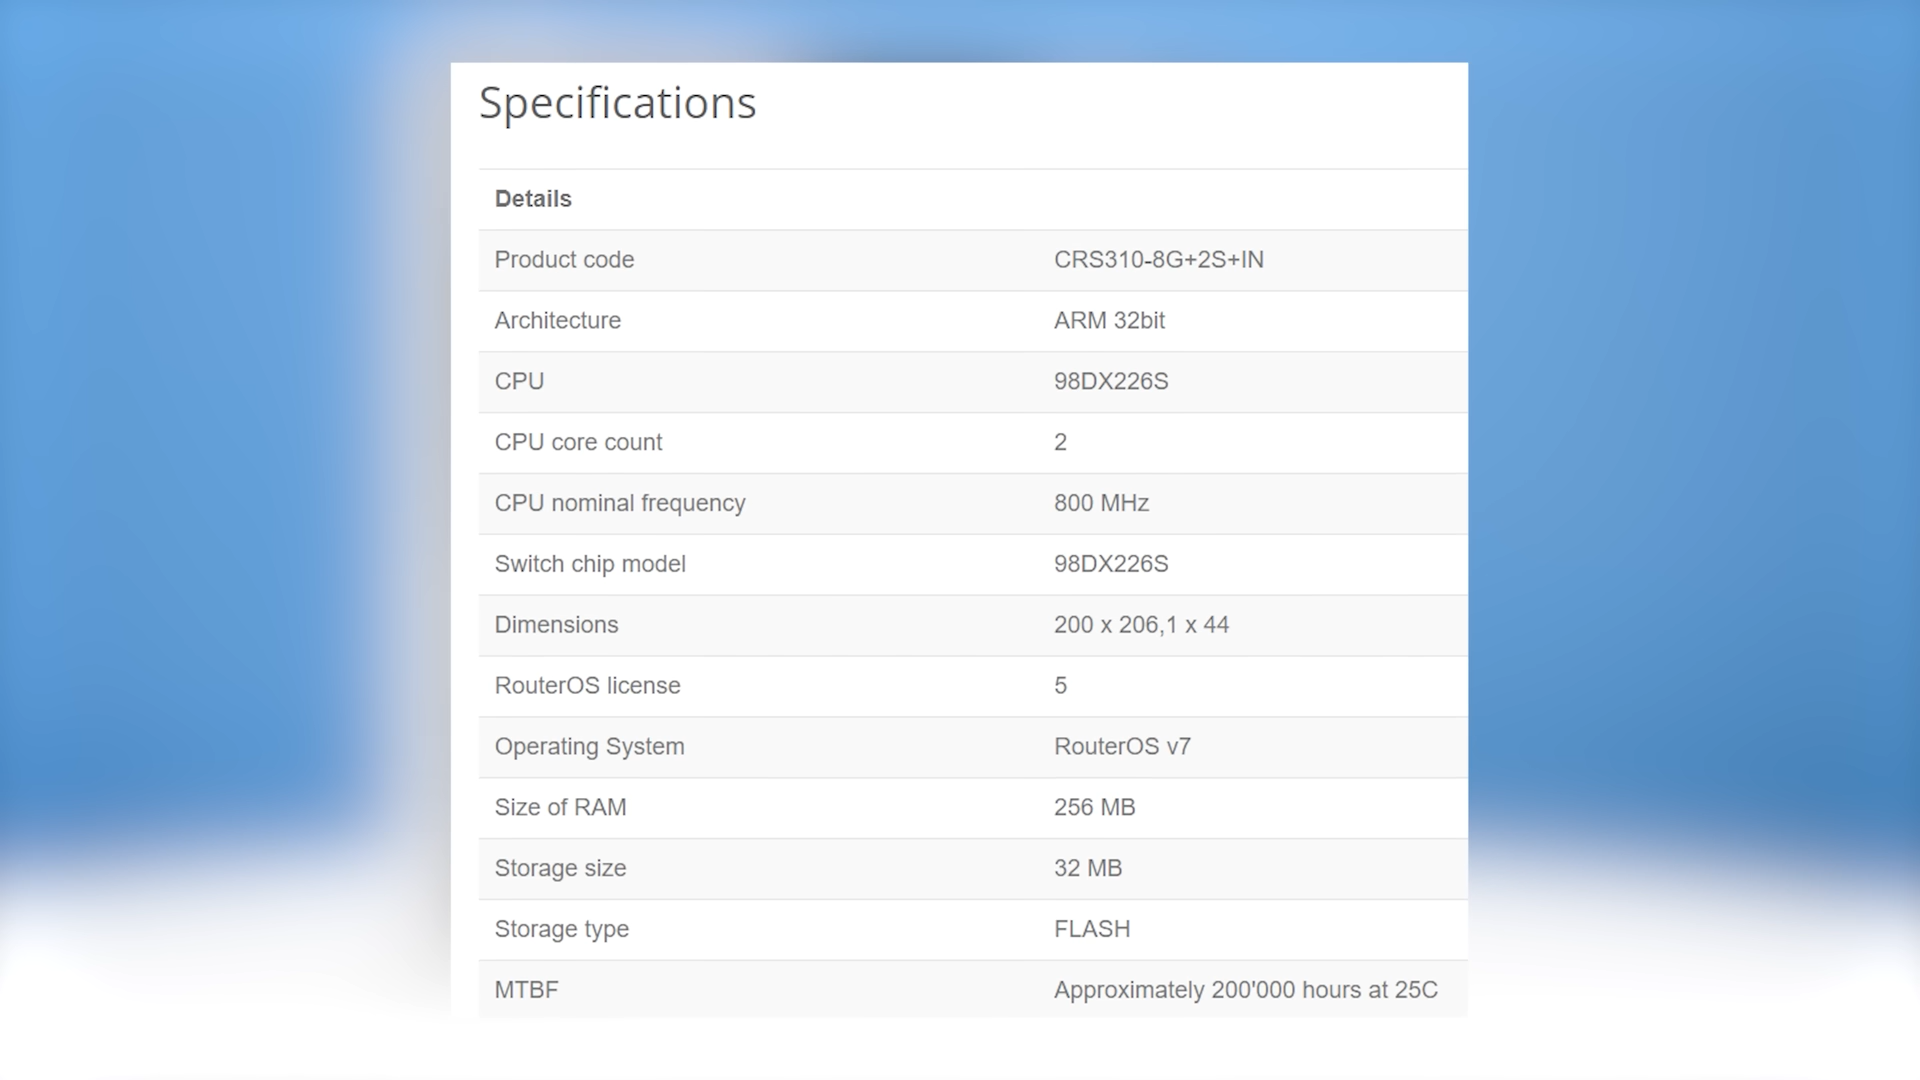 Specifications
Details
Product code CRS310-8G+2S+IN
Architecture ARM 32bit
CPU 98DX226S
CPU core count 2
CPU nominal frequency 800 MHz
Switch chip model 98DX226S
Dimensions 200 x 206,1 x 44
RouterOS license 5
Operating System RouterOS v7
Size of RAM 256 MB
Storage size 32 MB
Storage type FLASH
MTBF Approximately 200'000 hours at 25C